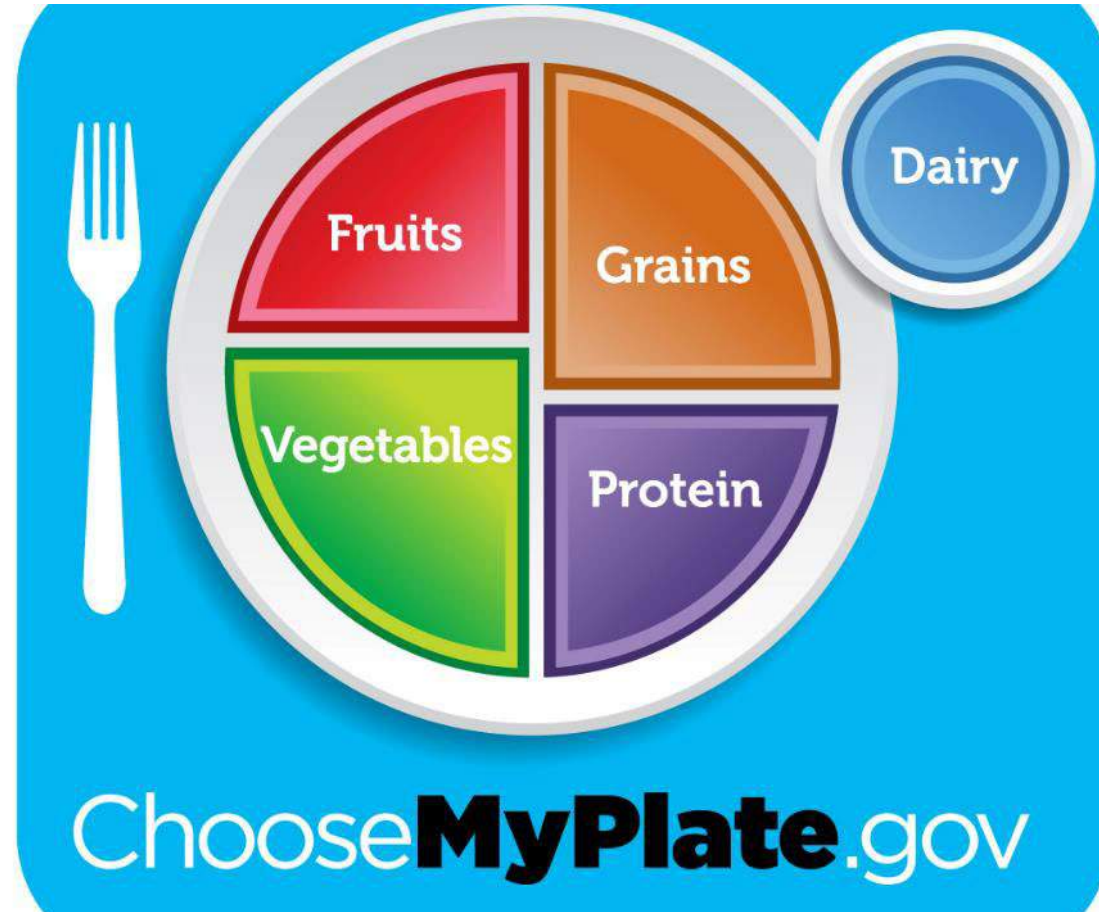 Fruits
Grains
Dairy
Vegetables
Protein
ChooseMyPlate.gov